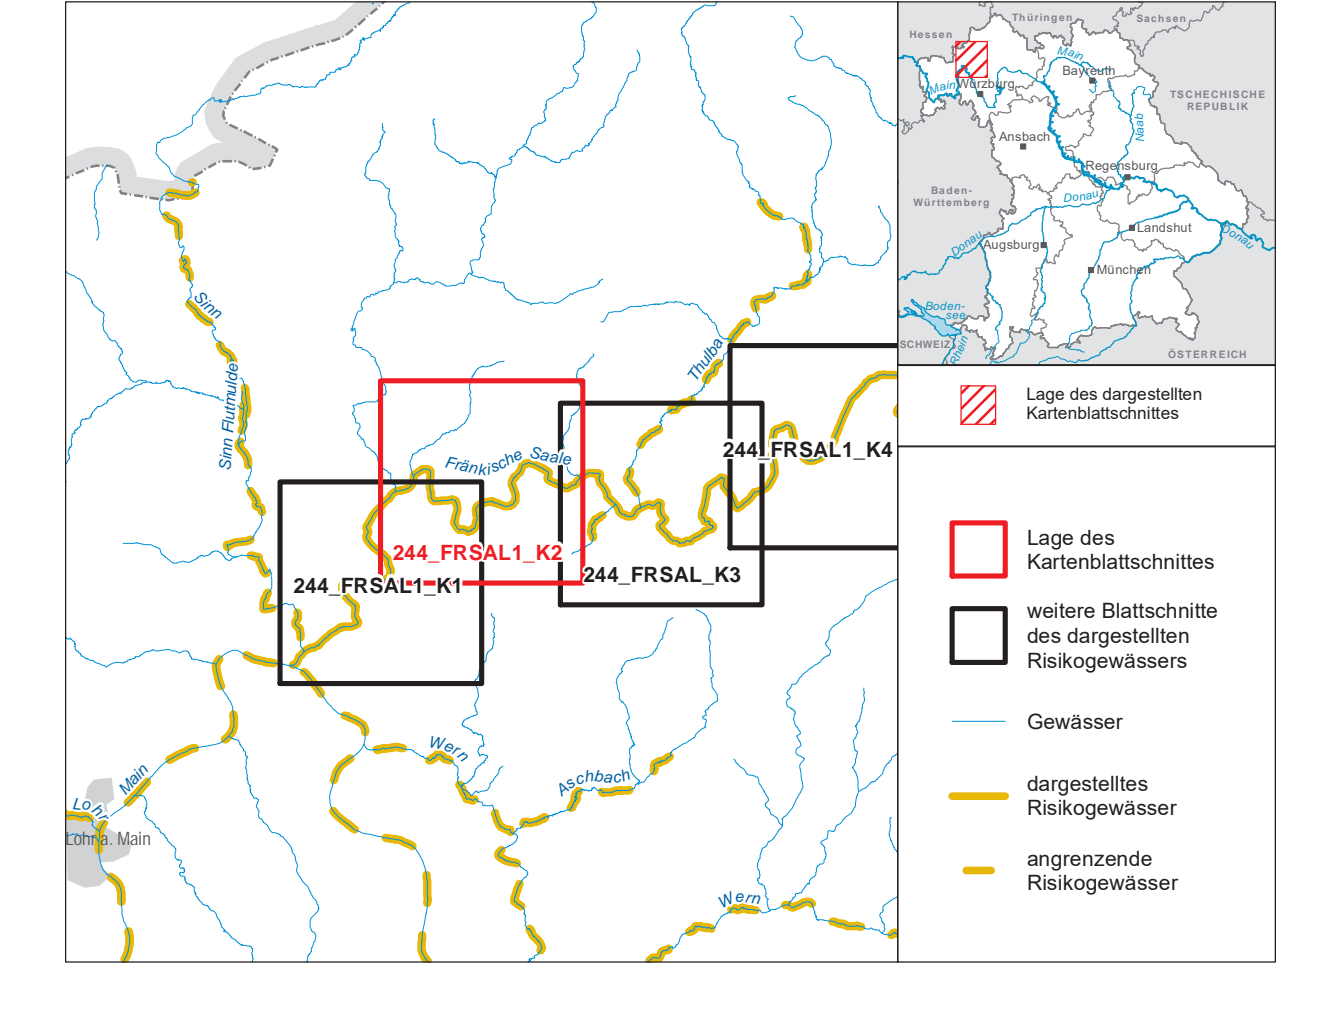 Sinn
Sinn Flutmulde
Thulba
Fränkische Saale
244_FRSAL1_K4
244_FRSAL1_K2
244_FRSAL1_K1
244_FRSAL_K3
Wern
Aschbach
Main
Lohr
Lohr a. Main
Wern
Thüringen
Sachsen
Hessen
Main
Bayreuth
Main
Würzburg
TSCHECHISCHE
REPUBLIK
Ansbach
Naab
Regensburg
Baden-
Württemberg
Donau
Donau
Augsburg
Landshut
Donau
München
Boden-
see
SCHWEIZ
Rhein
ÖSTERREICH
Lage des dargestellten
Kartenblattschnittes
Lage des
Kartenblattschnittes
weitere Blattschnitte
des dargestellten
Risikogewässers
Gewässer
dargestelltes
Risikogewässer
angrenzende
Risikogewässer